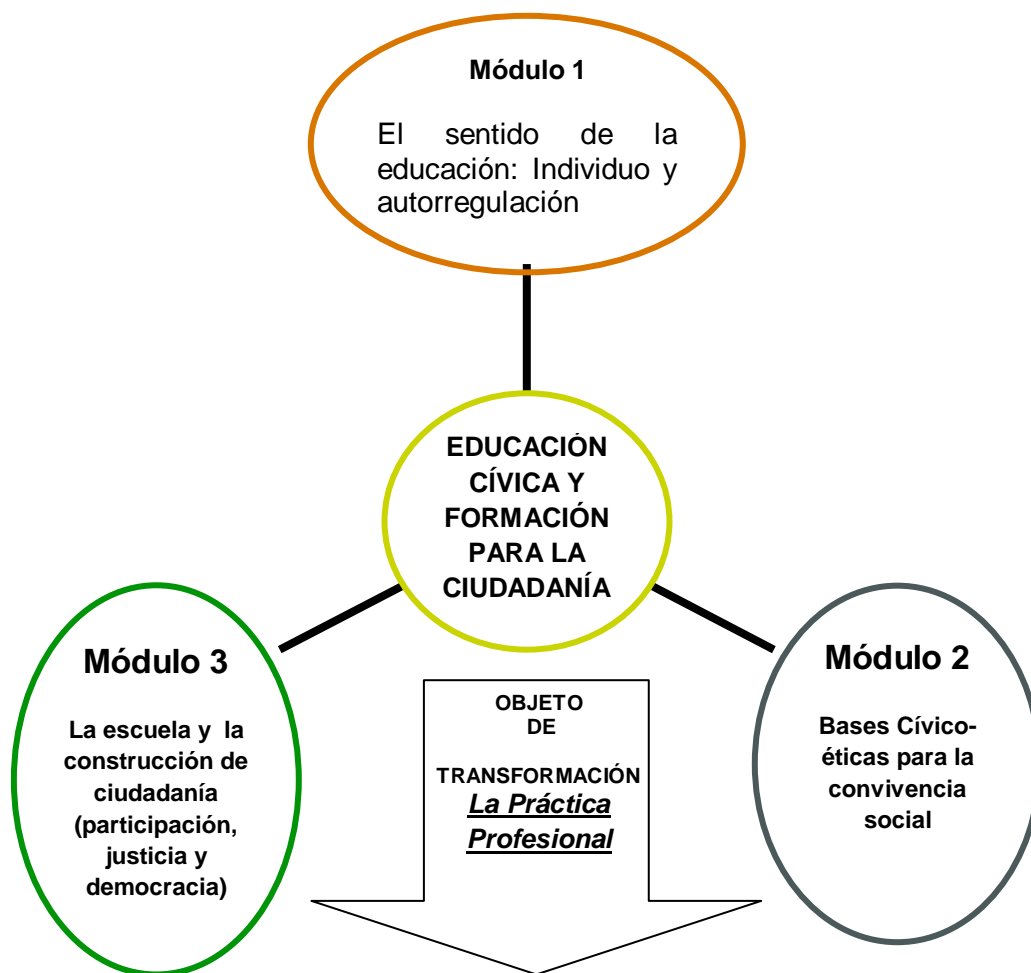 Módulo 1
El sentido de la
educación: Individuo y
autorregulación
EDUCACIÓN
CÍVICA Y
FORMACIÓN
PARA LA
CIUDADANÍA
Módulo 3
La escuela y la
construcción de
ciudadanía
(participación,
justicia y
democracia)
OBJETO
DE
TRANSFORMACIÓN
La Práctica
Profesional
Módulo 2
Bases Cívico-
éticas para la
convivencia
social